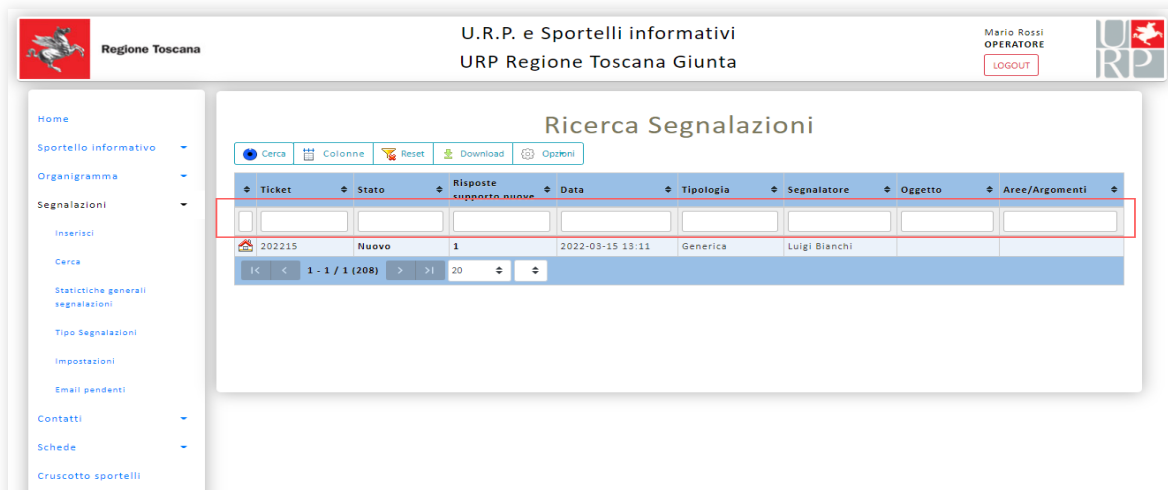 Regione Toscana
U.R.P. e Sportelli informativi
URP Regione Toscana Giunta
Mario Rossi
OPERATORE
LOGOUT
URP
Home
Sportello informativo
Organigramma
Segnalazioni
Inserisci
Cerca
Statictiche generali
segnalazioni
Tipo Segnalazioni
Impostazioni
Email pendenti
Contatti
Schede
Cruscotto sportelli
Ricerca Segnalazioni
Cerca Colonne Reset Download Opzioni
Ticket Stato Risposte supporto nuove Data Tipologia Segnalatore Oggetto Aree/Argomenti
202215 Nuovo 1 2022-03-15 13:11 Generica Luigi Bianchi
1 - 1 / 1 (208) 20